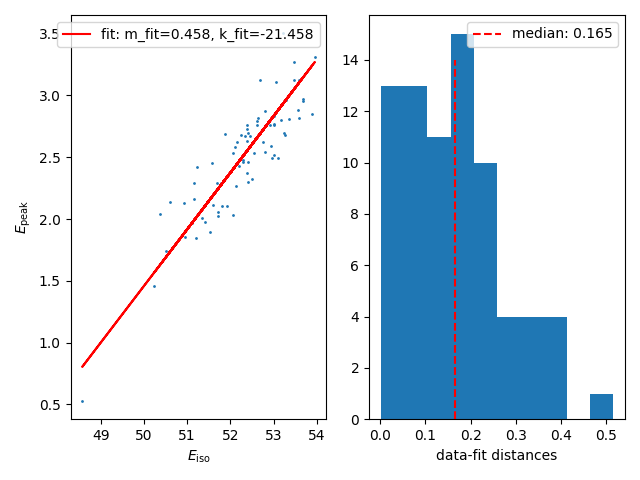 fit: m_fit=0.458, k_fit=-21.458
3.5
3.0
2.5
2.0
1.5
1.0
0.5
E_peak
49 50 51 52 53 54
E_iso
median: 0.165
14
12
10
8
6
4
2
0
0.0 0.1 0.2 0.3 0.4 0.5
data-fit distances